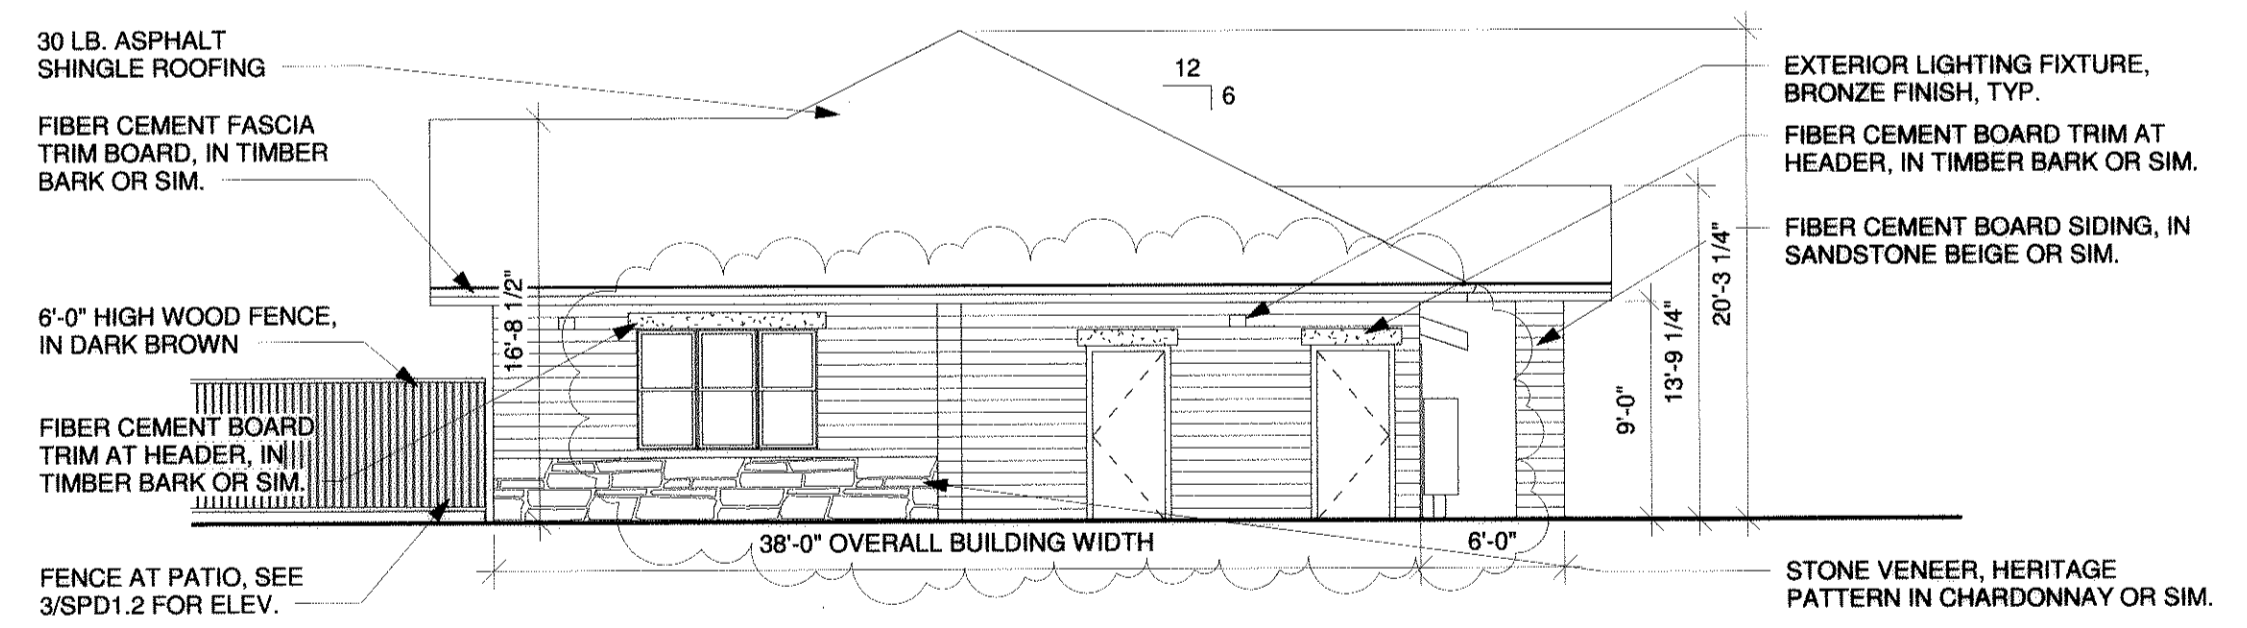 30 LB. ASPHALT
SHINGLE ROOFING
FIBER CEMENT FASCIA
TRIM BOARD, IN TIMBER
BARK OR SIM.
6'-0" HIGH WOOD FENCE,
IN DARK BROWN
FIBER CEMENT BOARD
TRIM AT HEADER, IN
TIMBER BARK OR SIM.
FENCE AT PATIO, SEE
3/SPD1.2 FOR ELEV.
16'-8 1/2"
12
6
38'-0" OVERALL BUILDING WIDTH
6'-0"
9'-0"
13'-9 1/4"
20'-3 1/4"
EXTERIOR LIGHTING FIXTURE,
BRONZE FINISH, TYP.
FIBER CEMENT BOARD TRIM AT
HEADER, IN TIMBER BARK OR SIM.
FIBER CEMENT BOARD SIDING, IN
SANDSTONE BEIGE OR SIM.
STONE VENEER, HERITAGE
PATTERN IN CHARDONNAY OR SIM.